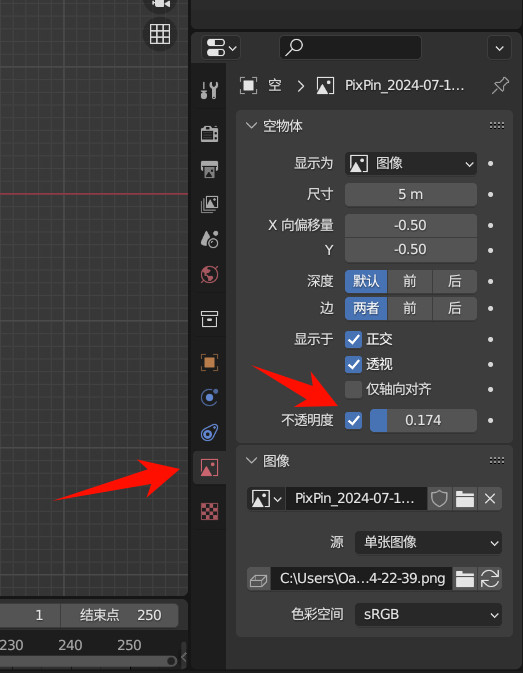 空 PixPin_2024-07-1...
空物体
显示为 图像
尺寸 5 m
X 向偏移量 -0.50
Y -0.50
深度 默认 前 后
边 两者 前 后
显示于 正交
透视
仅轴向对齐
不透明度 0.174
图像
PixPin_2024-07-1...
源 单张图像
C:\Users\Oa...4-22-39.png
色彩空间 sRGB
1 结束点 250
230 240 250